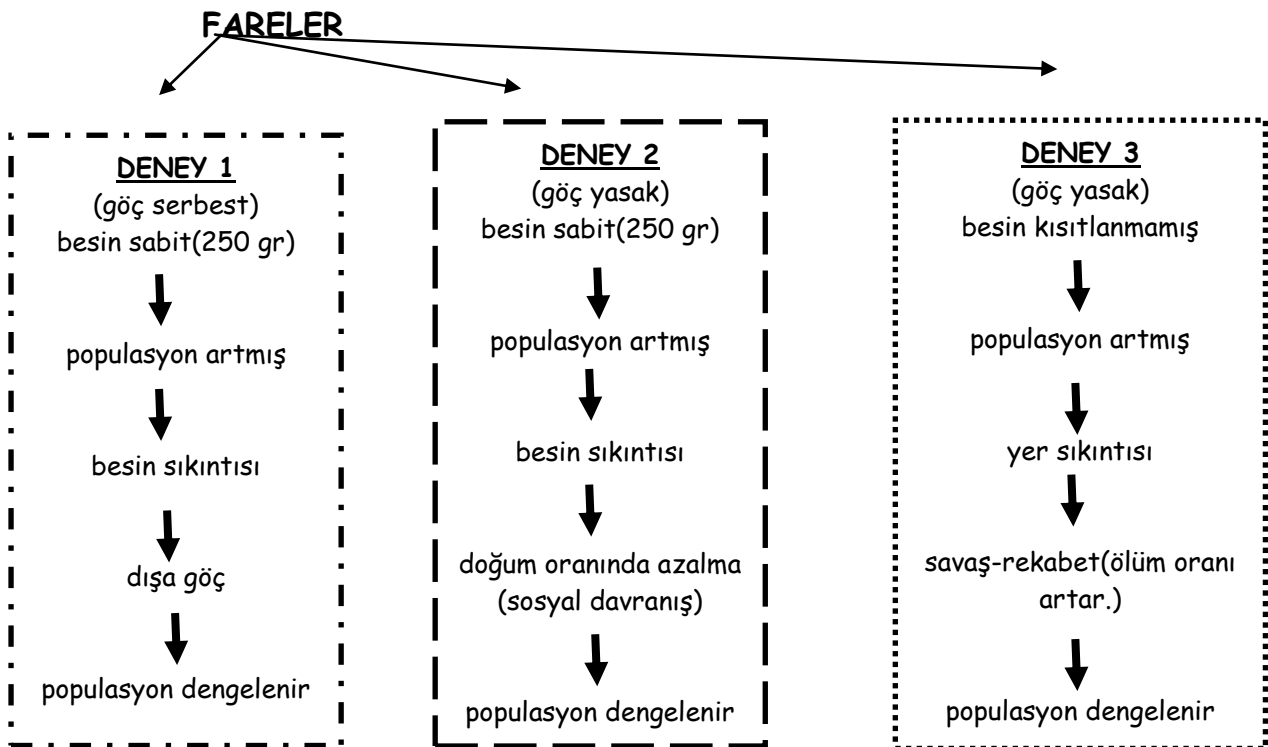 FARELER
DENEY 1
(göç serbest)
besin sabit(250 gr)
populasyon artmış
besin sıkıntısı
dışa göç
populasyon dengelenir
DENEY 2
(göç yasak)
besin sabit(250 gr)
populasyon artmış
besin sıkıntısı
doğum oranında azalma
(sosyal davranış)
populasyon dengelenir
DENEY 3
(göç yasak)
besin kısıtlanmamış
populasyon artmış
yer sıkıntısı
savaş-rekabet(ölüm oranı
artar.)
populasyon dengelenir